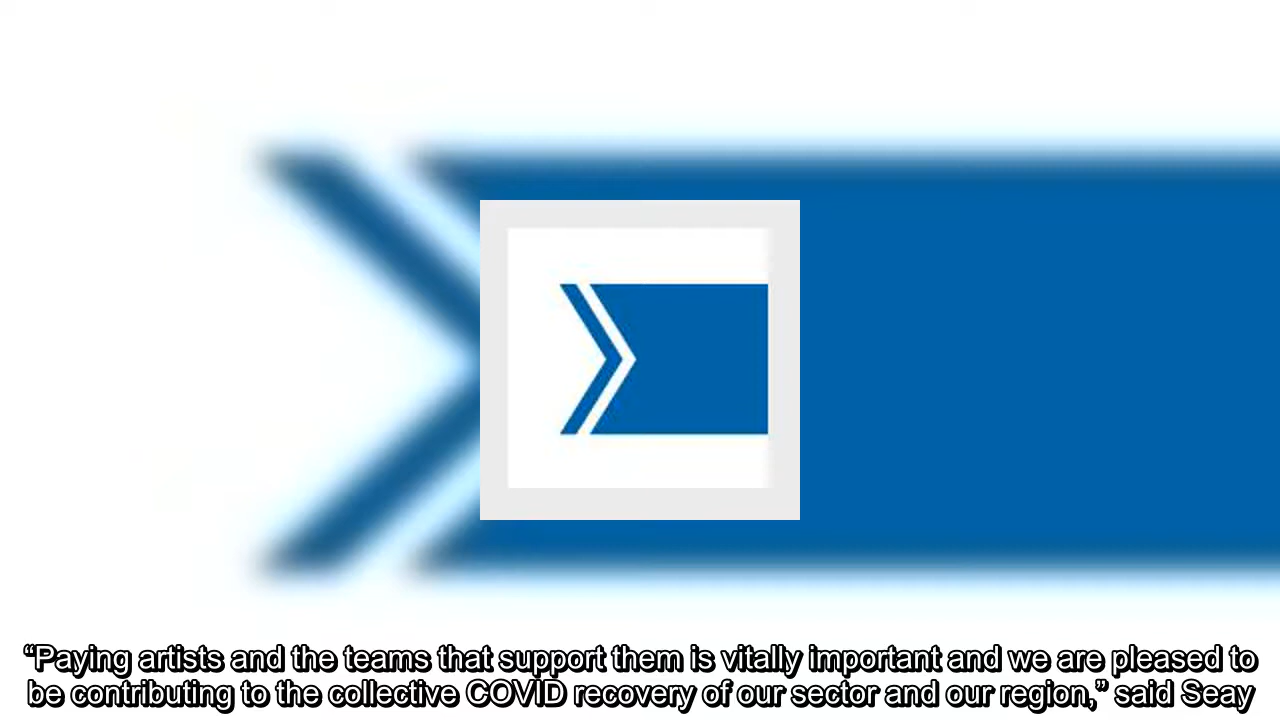 “Paying artists and the teams that support them is vitally important and we are pleased to
be contributing to the collective COVID recovery of our sector and our region,” said Seay